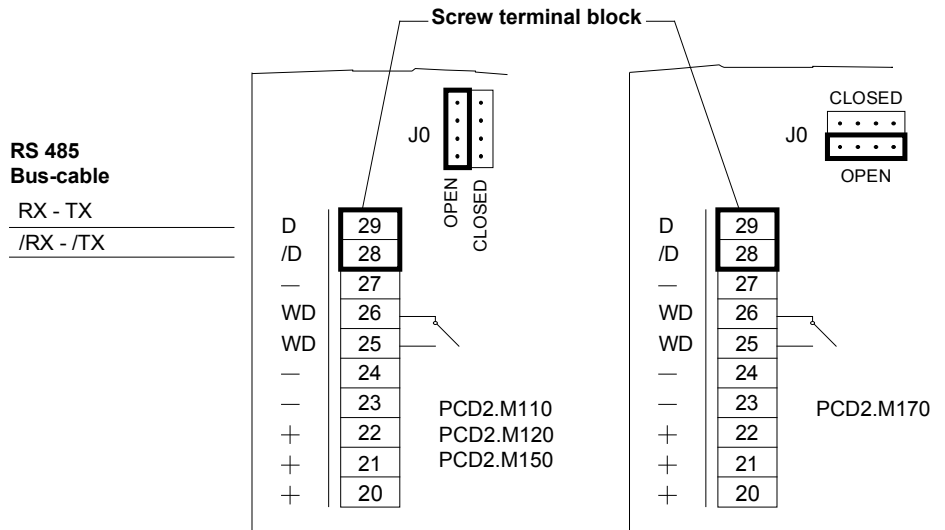 Screw terminal block
RS 485
Bus-cable
RX - TX
/RX - /TX
J0
OPEN
CLOSED
D 29
/D 28
— 27
WD 26
WD 25
— 24
— 23
+ 22
+ 21
+ 20
PCD2.M110
PCD2.M120
PCD2.M150
CLOSED
J0
OPEN
D 29
/D 28
— 27
WD 26
WD 25
— 24
— 23
+ 22
+ 21
+ 20
PCD2.M170